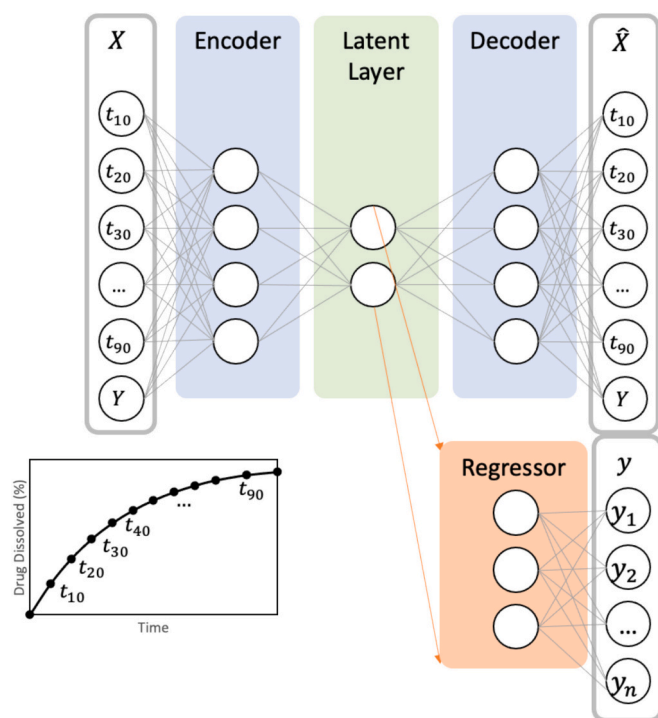 X
Encoder
Latent
Layer
Decoder
X̂
t₁₀
t₂₀
t₃₀
...
t₉₀
Y
t₁₀
t₂₀
t₃₀
...
t₉₀
Y
Drug Dissolved (%)
t₁₀
t₂₀
t₃₀
t₄₀
...
t₉₀
Time
Regressor
y
y₁
y₂
...
yₙ